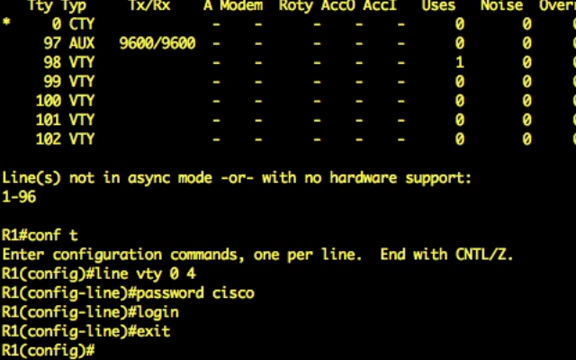 Tty Typ Tx/Rx A Modem Roty AccO AccI Uses Noise Overr
* 0 CTY - - - - - 0 0
97 AUX 9600/9600 - - - - - 0 0
98 VTY - - - - - 1 0
99 VTY - - - - - 0 0
100 VTY - - - - - 0 0
101 VTY - - - - - 0 0
102 VTY - - - - - 0 0
Line(s) not in async mode -or- with no hardware support:
1-96
R1#conf t
Enter configuration commands, one per line. End with CNTL/Z.
R1(config)#line vty 0 4
R1(config-line)#password cisco
R1(config-line)#login
R1(config-line)#exit
R1(config)#